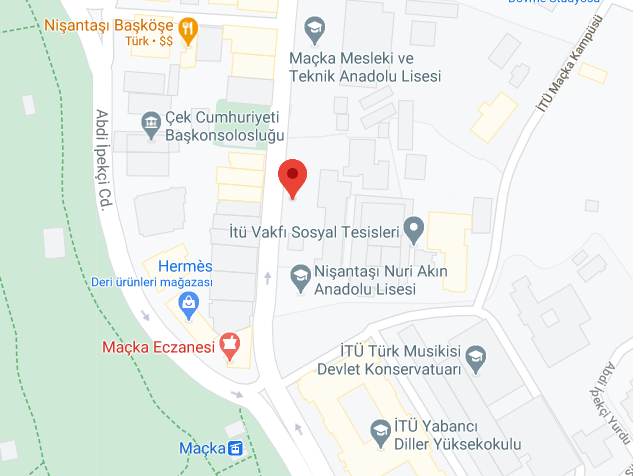 Nişantaşı Başköşe
Türk • $$
Maçka Mesleki ve
Teknik Anadolu Lisesi
İTÜ Maçka Kampüsü
Çek Cumhuriyeti
Başkonsolosluğu
Abdi İpekçi Cd.
İtü Vakfı Sosyal Tesisleri
Hermès
Deri ürünleri mağazası
Nişantaşı Nuri Akın
Anadolu Lisesi
Maçka Eczanesi
İTÜ Türk Musikisi
Devlet Konservatuarı
Abdi İpekçi Yurdu
İTÜ Yabancı
Diller Yüksekokulu
Maçka